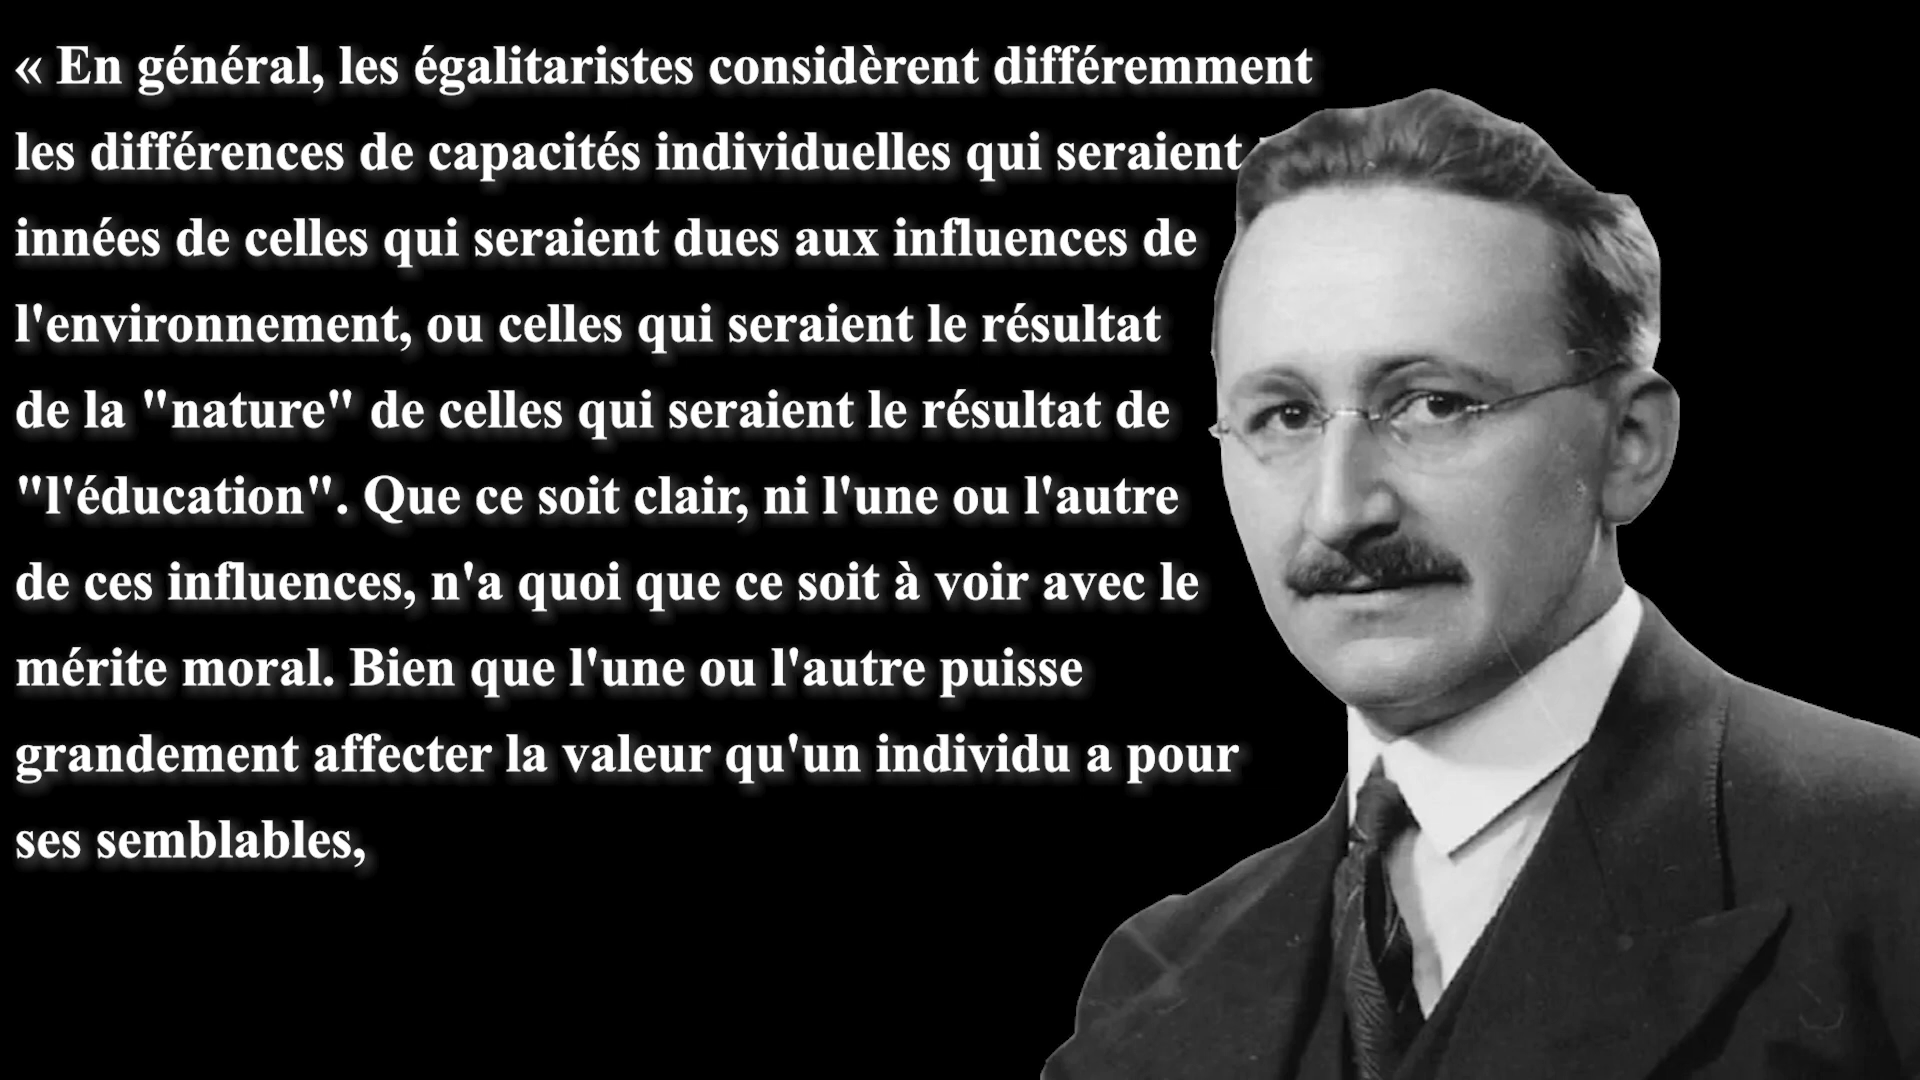 « En général, les égalitaristes considèrent différemment
les différences de capacités individuelles qui seraient
innées de celles qui seraient dues aux influences de
l'environnement, ou celles qui seraient le résultat
de la "nature" de celles qui seraient le résultat de
"l'éducation". Que ce soit clair, ni l'une ou l'autre
de ces influences, n'a quoi que ce soit à voir avec le
mérite moral. Bien que l'une ou l'autre puisse
grandement affecter la valeur qu'un individu a pour
ses semblables,